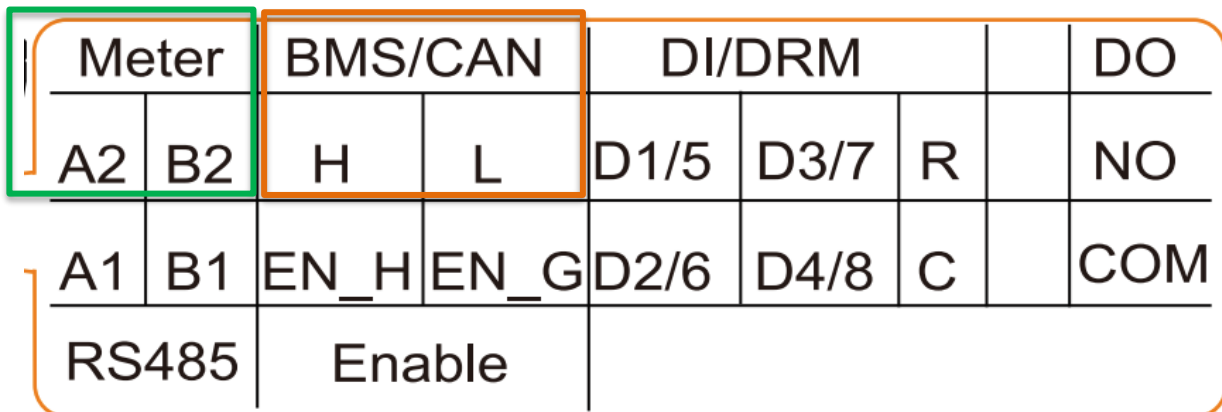 Meter BMS/CAN DI/DRM DO
A2 B2 H L D1/5 D3/7 R NO
A1 B1 EN_H EN_G D2/6 D4/8 C COM
RS485 Enable